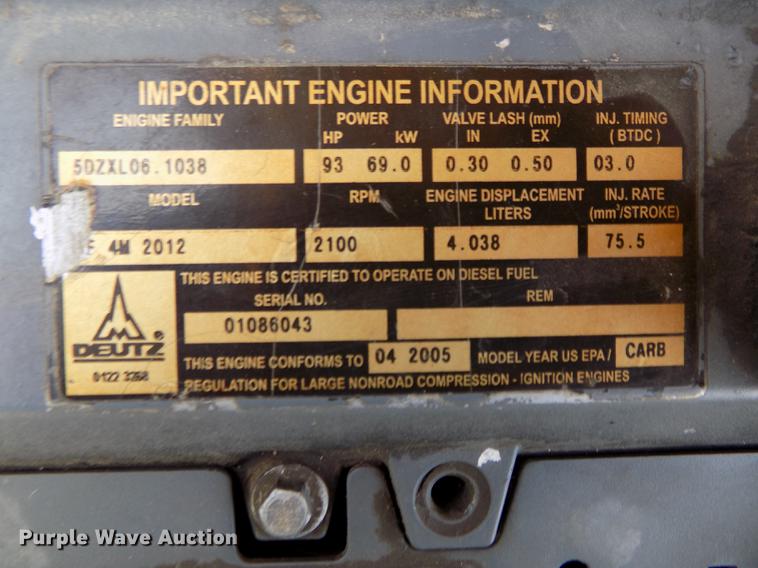 IMPORTANT ENGINE INFORMATION
ENIGINE FAMILY POWER VALVE LASH (mm) INJ. TIMING
HP kW IN EX (BTDC)
5DZXL06.1038 93 69.0 0.30 0.50 03.0
MODEL RPM ENGINE DISPLACEMENT INJ. RATE
LITERS (mm³/STROKE)
4M 2012 2100 4.038 75.5
THIS ENGINE IS CERTIFIED TO OPERATE ON DIESEL FUEL
SERIAL NO. REM
01086043
DEUTZ ®
0122 3268
THIS ENGINE CONFORMS TO 04 2005 MODEL YEAR US EPA / CARB
REGULATION FOR LARGE NONROAD COMPRESSION - IGNITION ENGINES
Purple Wave Auction